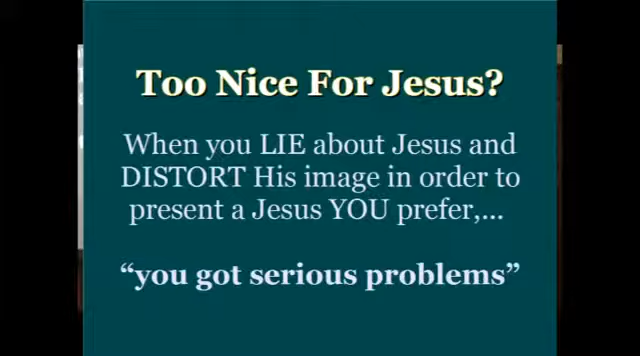 Too Nice For Jesus?
When you LIE about Jesus and
DISTORT His image in order to
present a Jesus YOU prefer,...
“you got serious problems”